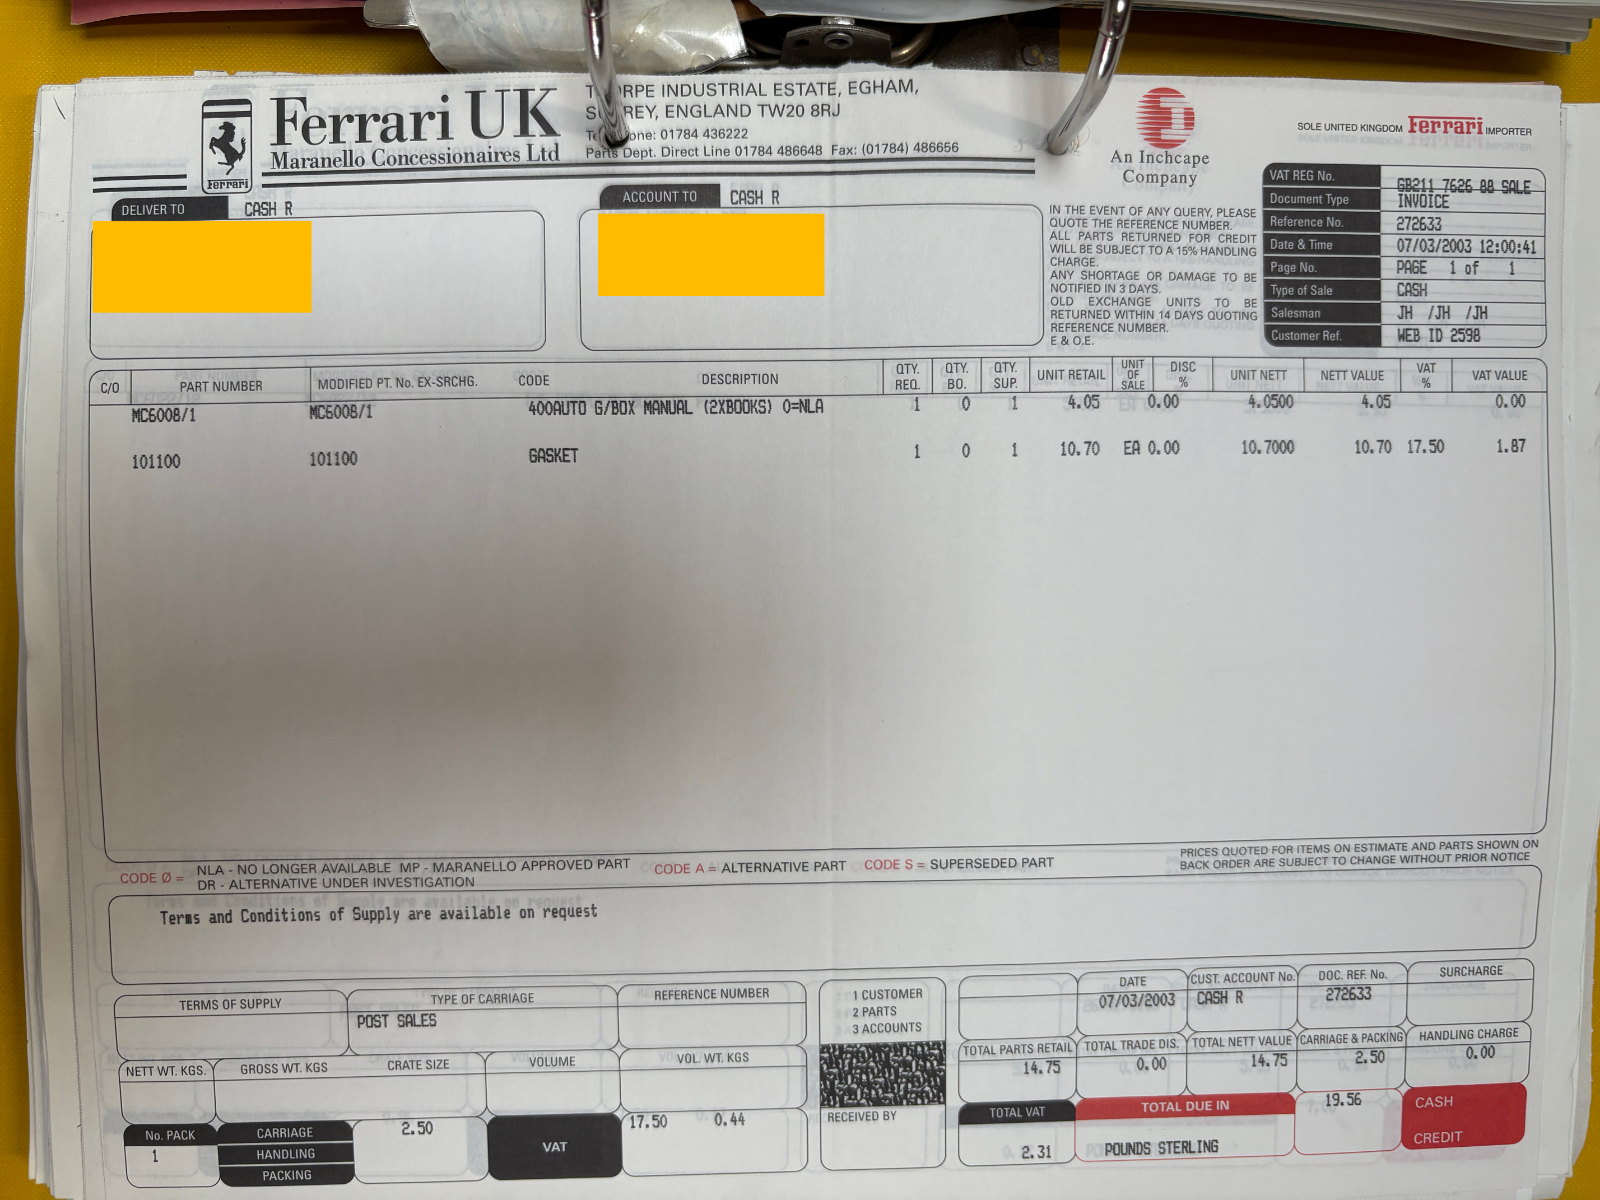 Ferrari UK
Maranello Concessionaires Ltd
Ferrari
RPE INDUSTRIAL ESTATE, EGHAM,
REY, ENGLAND TW20 8RJ
one: 01784 436222
Parts Dept. Direct Line 01784 486648 Fax: (01784) 486656
An Inchcape
Company
SOLE UNITED KINGDOM Ferrari IMPORTER
DELIVER TO CASH R
ACCOUNT TO CASH R
IN THE EVENT OF ANY QUERY, PLEASE
QUOTE THE REFERENCE NUMBER.
ALL PARTS RETURNED FOR CREDIT
WILL BE SUBJECT TO A 15% HANDLING
CHARGE.
ANY SHORTAGE OR DAMAGE TO BE
NOTIFIED IN 3 DAYS.
OLD EXCHANGE UNITS TO BE
RETURNED WITHIN 14 DAYS QUOTING
REFERENCE NUMBER.
E & O.E.
VAT REG No. GB211 7626 88 SALE
Document Type INVOICE
Reference No. 272633
Date & Time 07/03/2003 12:00:41
Page No. PAGE 1 of 1
Type of Sale CASH
Salesman JH /JH /JH
Customer Ref. WEB ID 2598
C/O PART NUMBER MODIFIED PT. No. EX-SRCHG. CODE DESCRIPTION QTY. REQ. QTY. BO. QTY. SUP. UNIT RETAIL UNIT OF SALE DISC % UNIT NETT NETT VALUE VAT % VAT VALUE
MC6008/1 MC6008/1 400AUTO G/BOX MANUAL (2XBOOKS) 0=NLA 1 0 1 4.05 0.00 4.0500 4.05 0.00
101100 101100 GASKET 1 0 1 10.70 EA 0.00 10.7000 10.70 17.50 1.87
CODE Ø = NLA - NO LONGER AVAILABLE MP - MARANELLO APPROVED PART CODE A = ALTERNATIVE PART CODE S = SUPERSEDED PART
DR - ALTERNATIVE UNDER INVESTIGATION
PRICES QUOTED FOR ITEMS ON ESTIMATE AND PARTS SHOWN ON
BACK ORDER ARE SUBJECT TO CHANGE WITHOUT PRIOR NOTICE
Terms and Conditions of Supply are available on request
TERMS OF SUPPLY TYPE OF CARRIAGE REFERENCE NUMBER
POST SALES
NETT WT. KGS. GROSS WT. KGS CRATE SIZE VOLUME VOL. WT. KGS
No. PACK
1
CARRIAGE
HANDLING
PACKING
2.50
VAT
17.50 0.44
1 CUSTOMER
2 PARTS
3 ACCOUNTS
RECEIVED BY
DATE CUST. ACCOUNT No. DOC. REF. No. SURCHARGE
07/03/2003 CASH R 272633
TOTAL PARTS RETAIL TOTAL TRADE DIS. TOTAL NETT VALUE CARRIAGE & PACKING HANDLING CHARGE
14.75 0.00 14.75 2.50 0.00
TOTAL VAT TOTAL DUE IN 19.56 CASH
2.31 POUNDS STERLING CREDIT